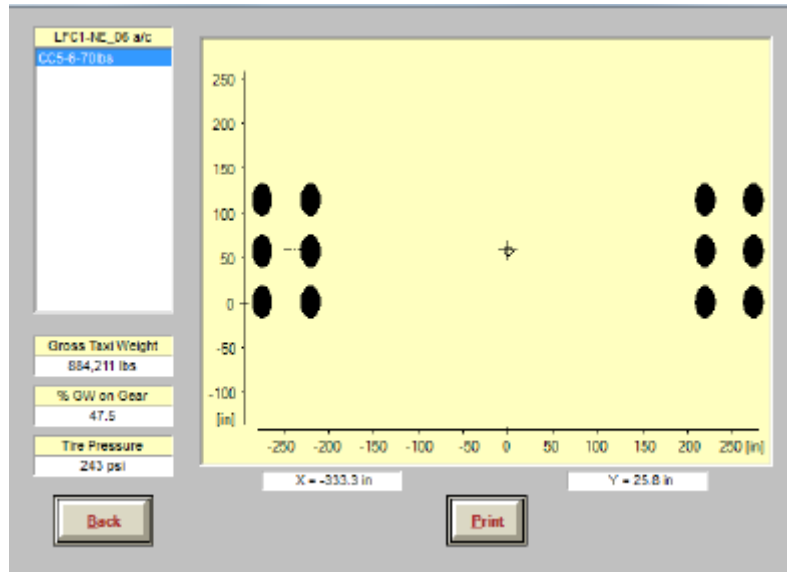 LFC1-NE_06 a/c
CC5-6-70lbs
Gross Taxi Weight
884,211 lbs
% GW on Gear
47.5
Tire Pressure
243 psi
250
200
150
100
50
0
-50
-100
[in]
-250 -200 -150 -100 -50 0 50 100 150 200 250 [in]
X = -333.3 in
Y = 25.8 in
Back
Print